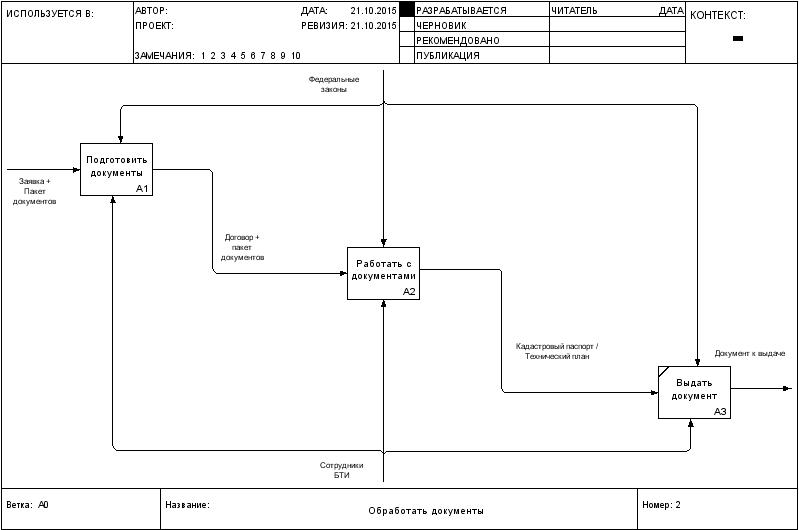 ИСПОЛЬЗУЕТСЯ В:
АВТОР:
ДАТА: 21.10.2015
ПРОЕКТ:
РЕВИЗИЯ: 21.10.2015
ЗАМЕЧАНИЯ: 1 2 3 4 5 6 7 8 9 10
РАЗРАБАТЫВАЕТСЯ
ЧЕРНОВИК
РЕКОМЕНДОВАНО
ПУБЛИКАЦИЯ
ЧИТАТЕЛЬ
ДАТА
КОНТЕКСТ:
Федеральные
законы
Подготовить
документы
A1
Заявка +
Пакет
документов
Договор +
пакет
документов
Работать с
документами
A2
Кадастровый паспорт /
Технический план
Документ к выдаче
Выдать
документ
A3
Сотрудники
БТИ
Ветка: A0
Название:
Обработать документы
Номер: 2